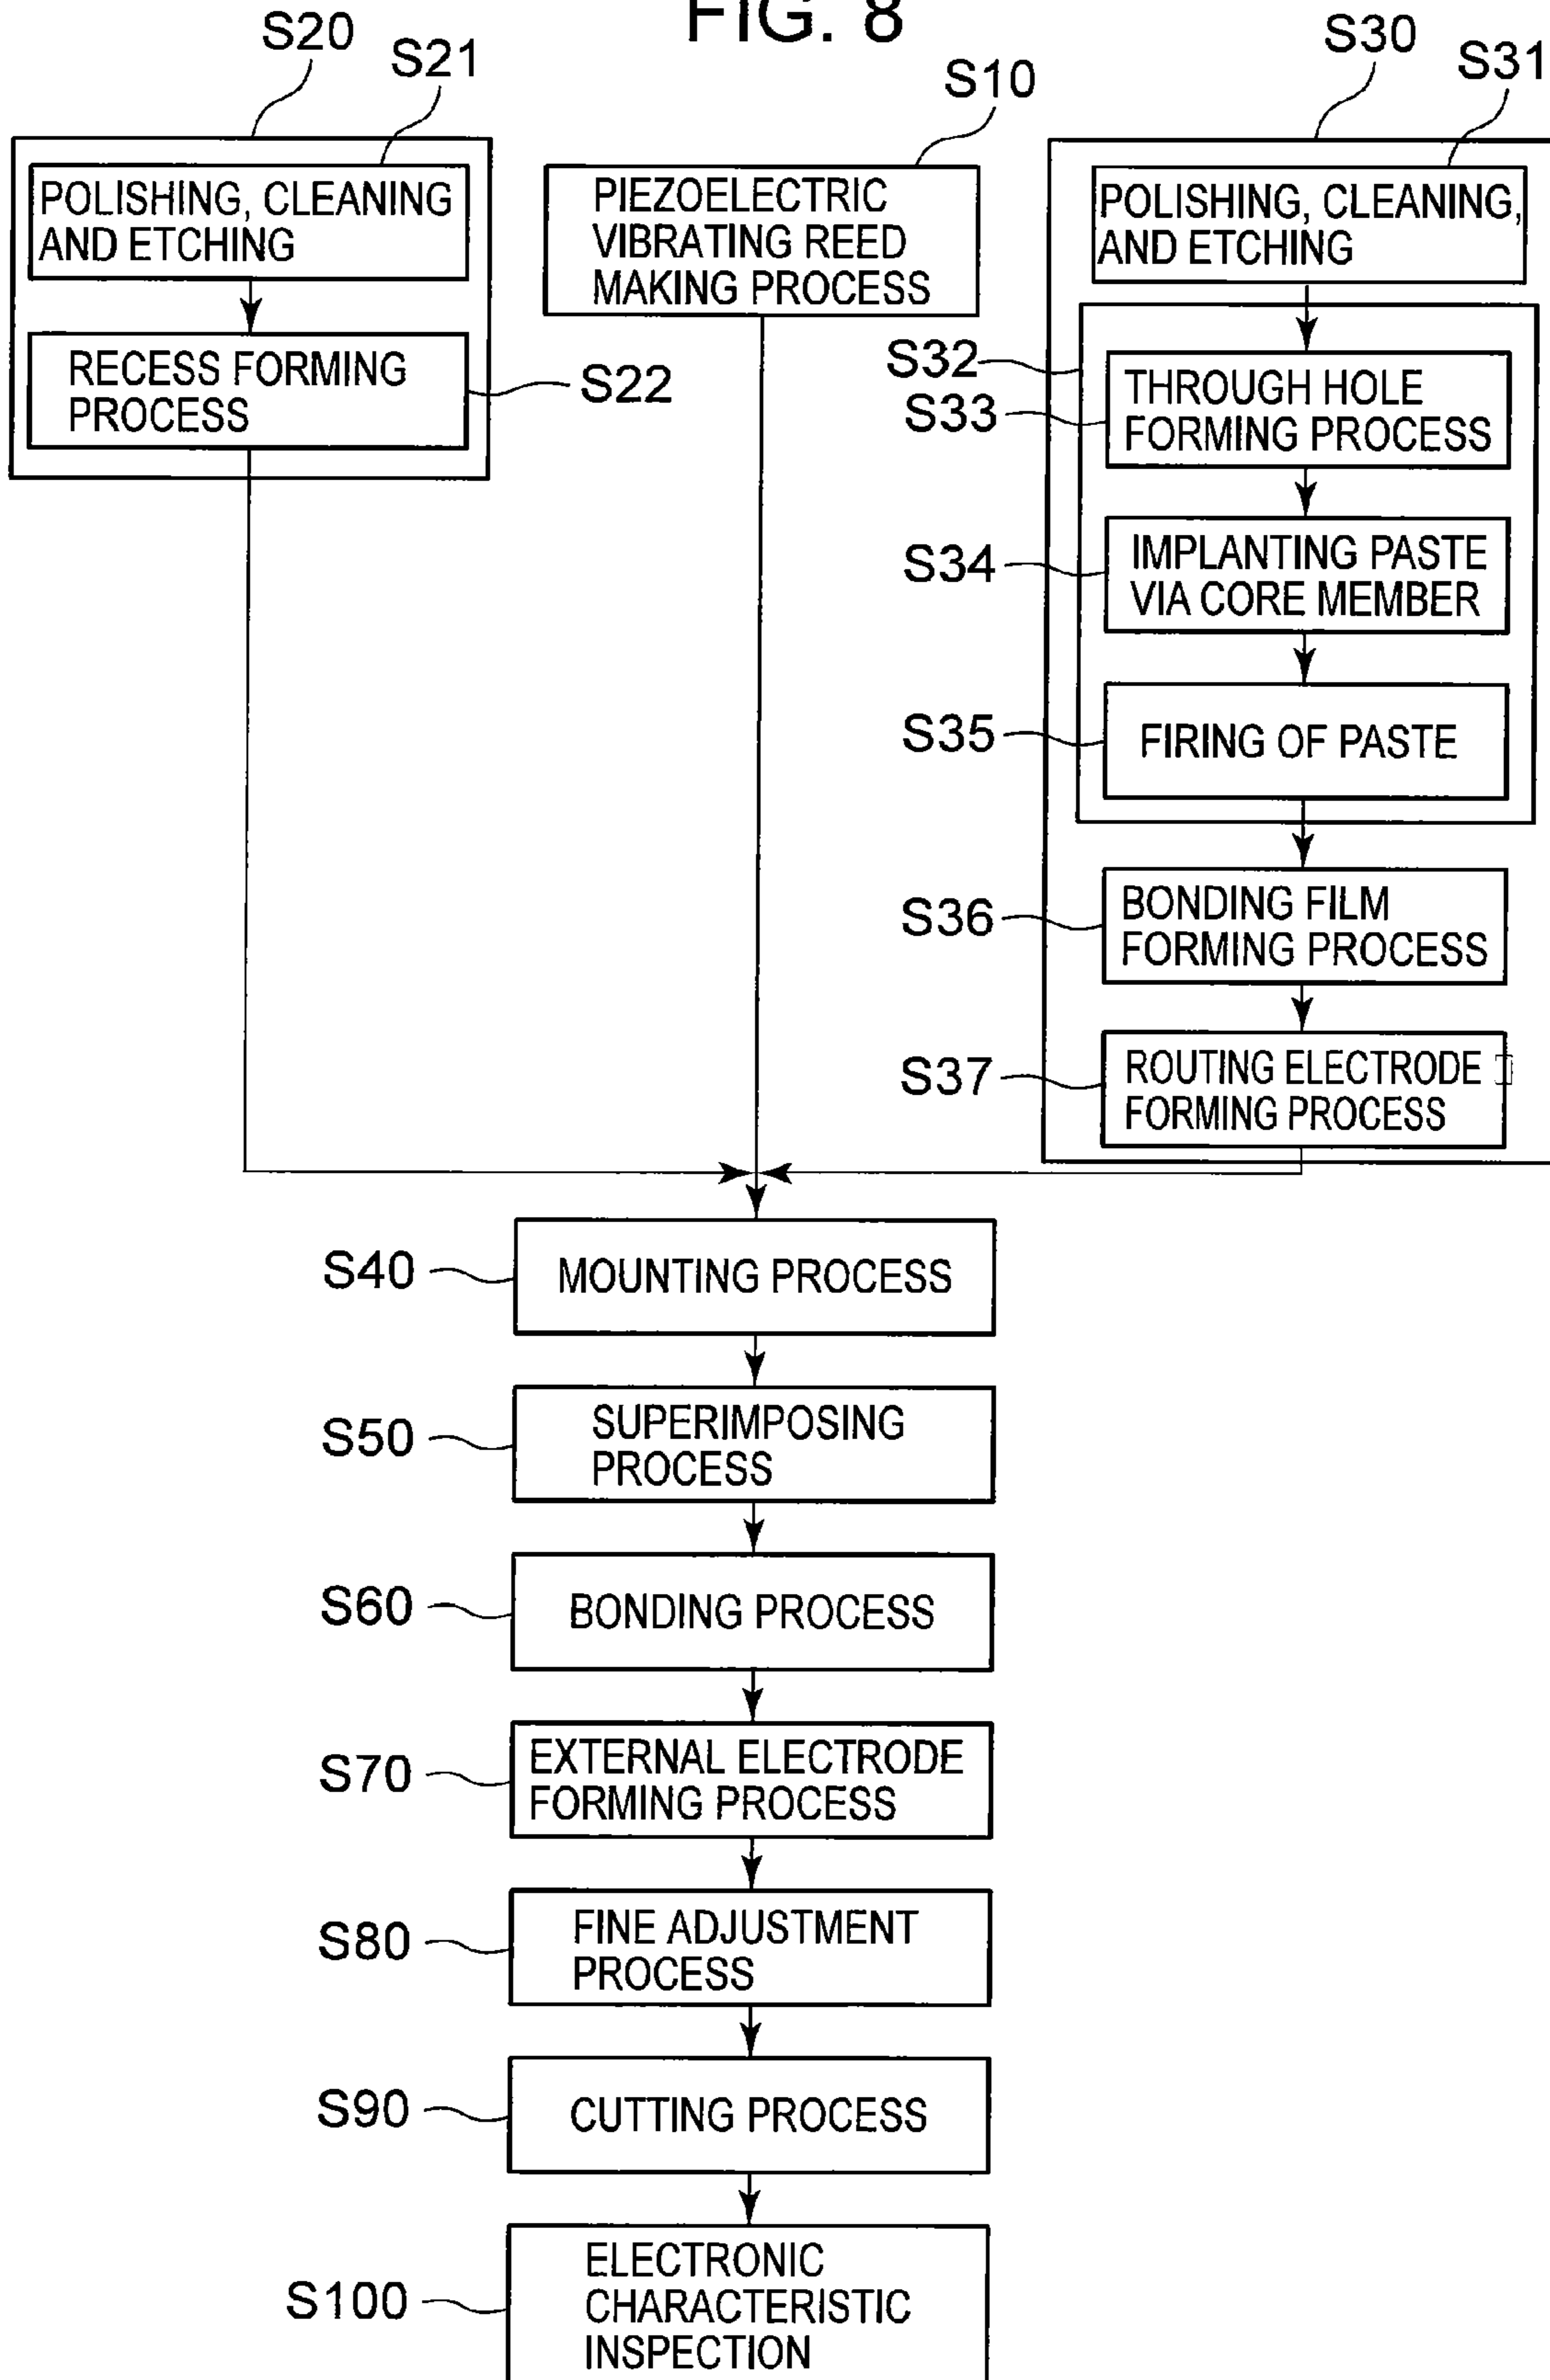 FIG. 8
S20
S21
POLISHING, CLEANING
AND ETCHING
RECESS FORMING
PROCESS
S22
S10
PIEZOELECTRIC
VIBRATING REED
MAKING PROCESS
S30
S31
POLISHING, CLEANING,
AND ETCHING
S32
S33
THROUGH HOLE
FORMING PROCESS
S34
IMPLANTING PASTE
VIA CORE MEMBER
S35
FIRING OF PASTE
S36
BONDING FILM
FORMING PROCESS
S37
ROUTING ELECTRODE
FORMING PROCESS
S40
MOUNTING PROCESS
S50
SUPERIMPOSING
PROCESS
S60
BONDING PROCESS
S70
EXTERNAL ELECTRODE
FORMING PROCESS
S80
FINE ADJUSTMENT
PROCESS
S90
CUTTING PROCESS
S100
ELECTRONIC
CHARACTERISTIC
INSPECTION